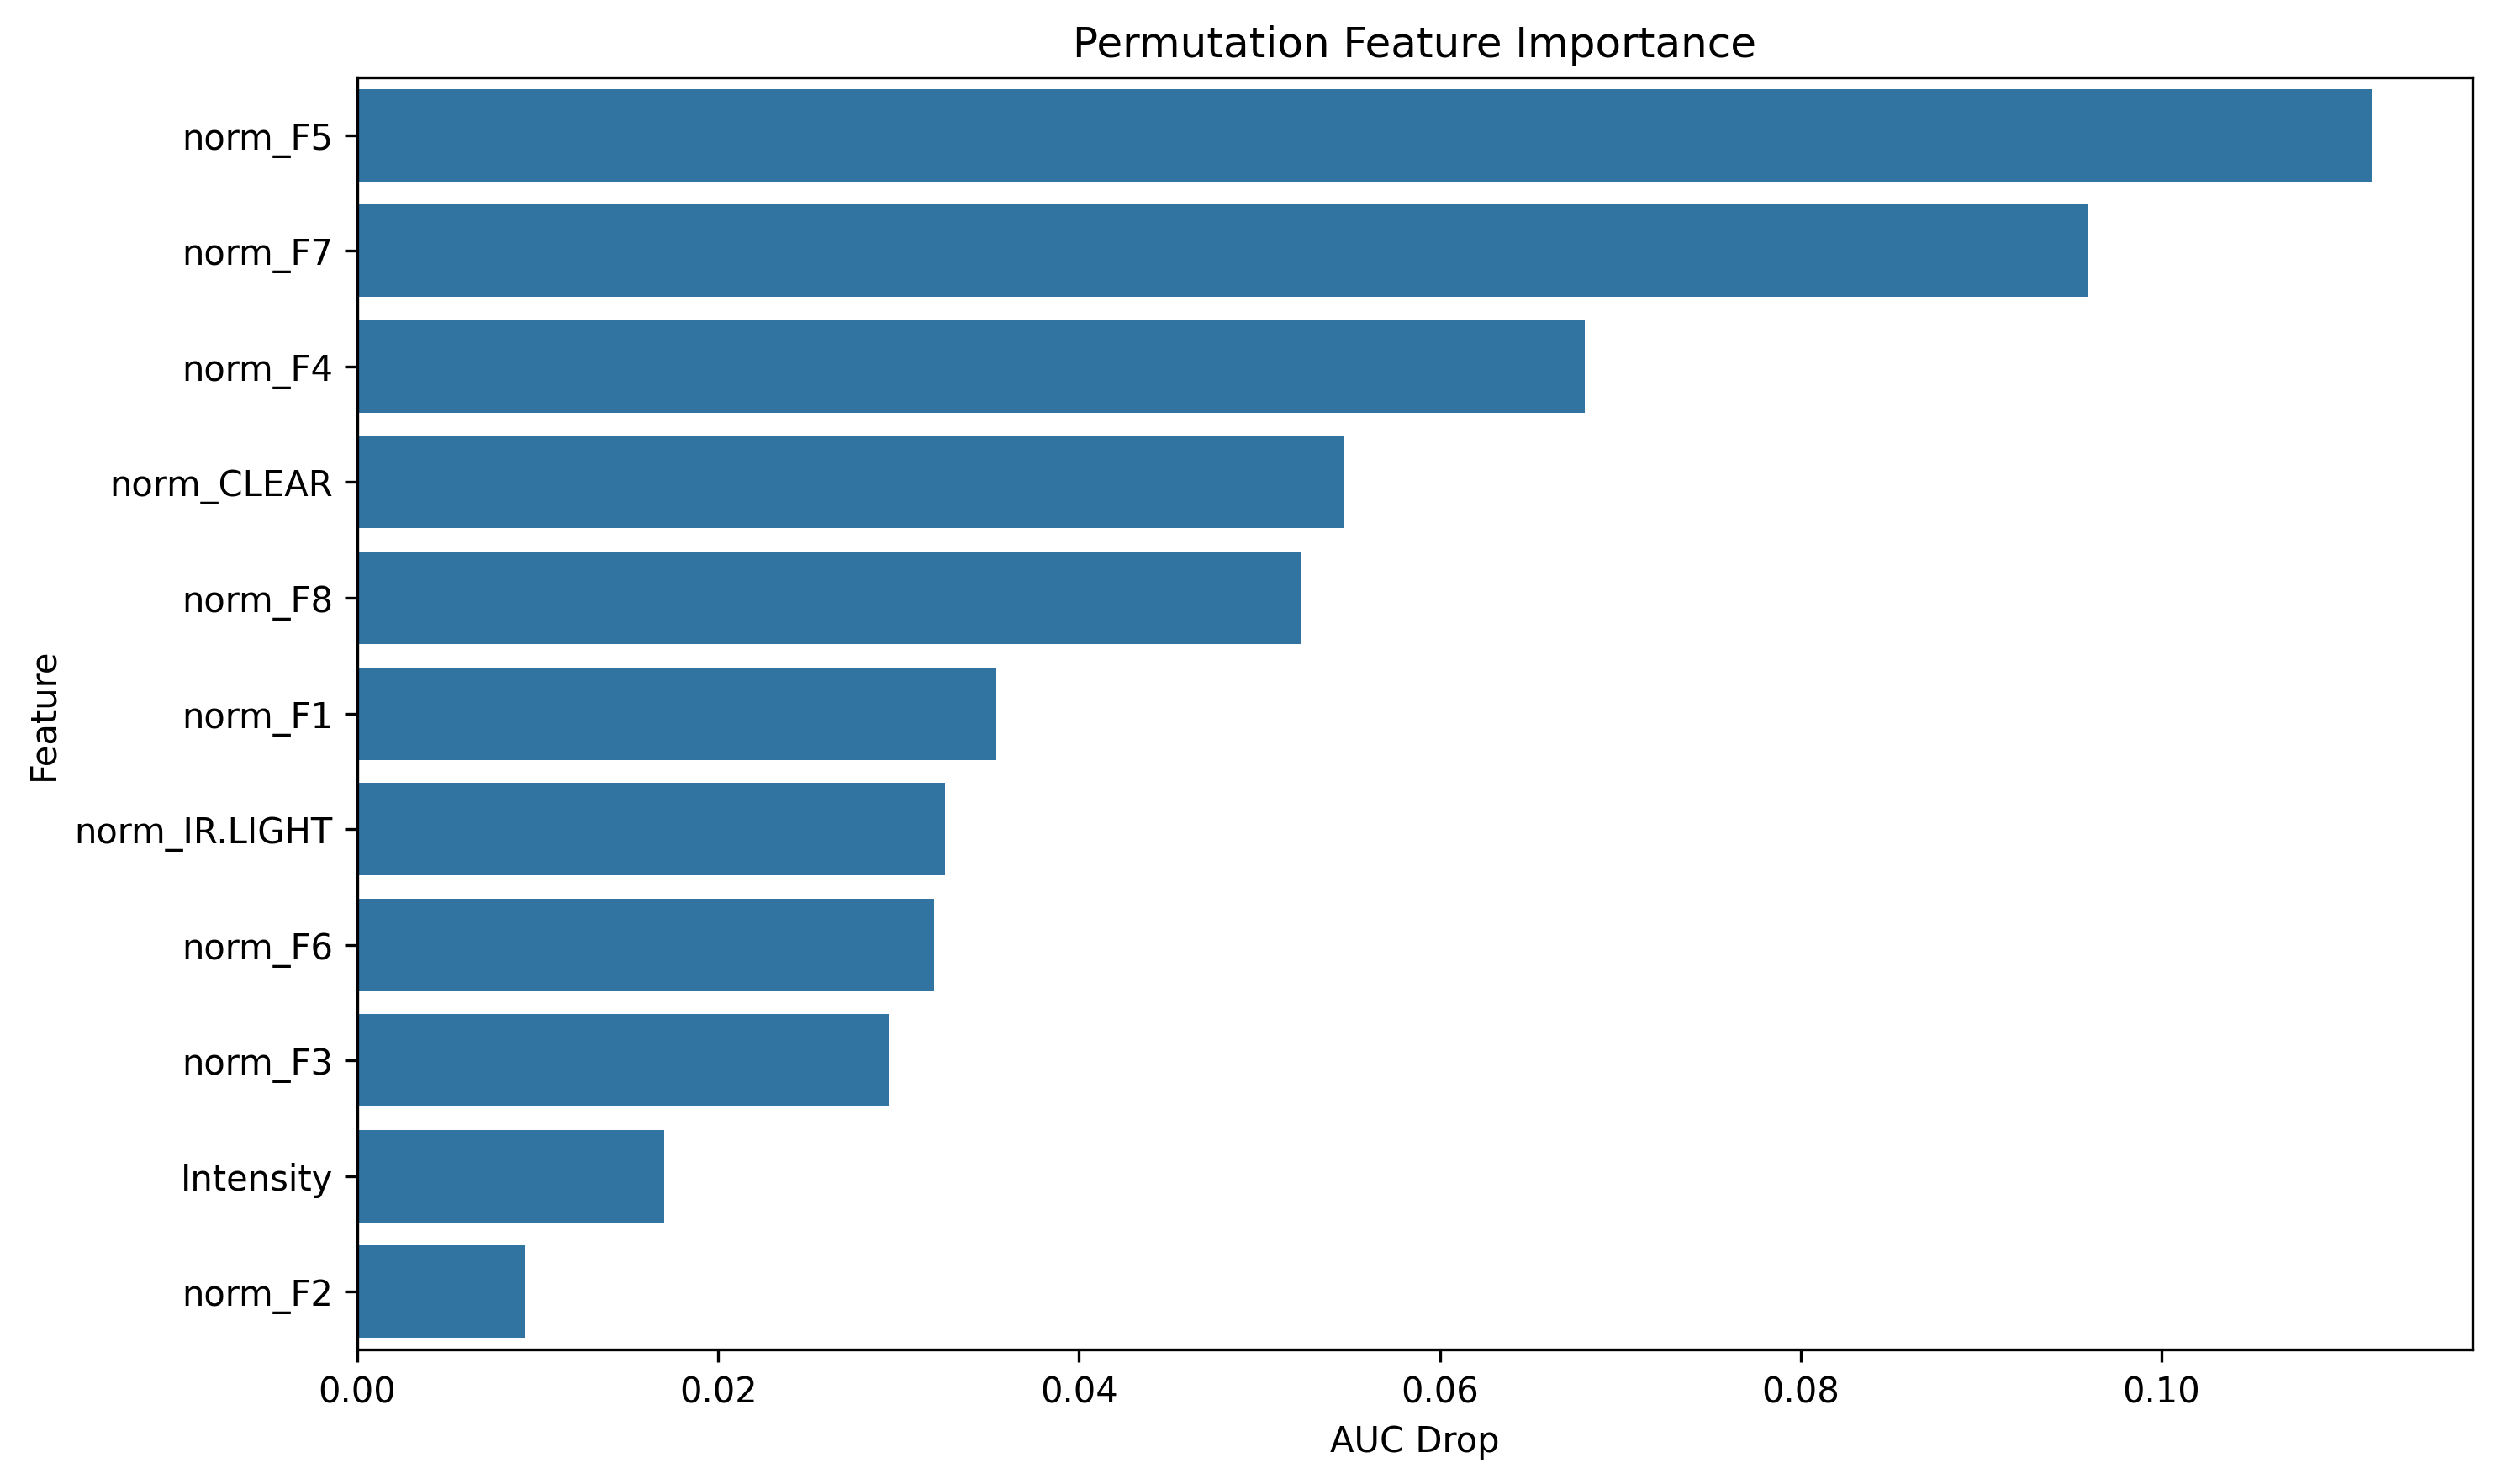 Permutation Feature Importance
norm_F5
norm_F7
norm_F4
norm_CLEAR
norm_F8
norm_F1
norm_IR.LIGHT
norm_F6
norm_F3
Intensity
norm_F2
Feature
0.00 0.02 0.04 0.06 0.08 0.10
AUC Drop